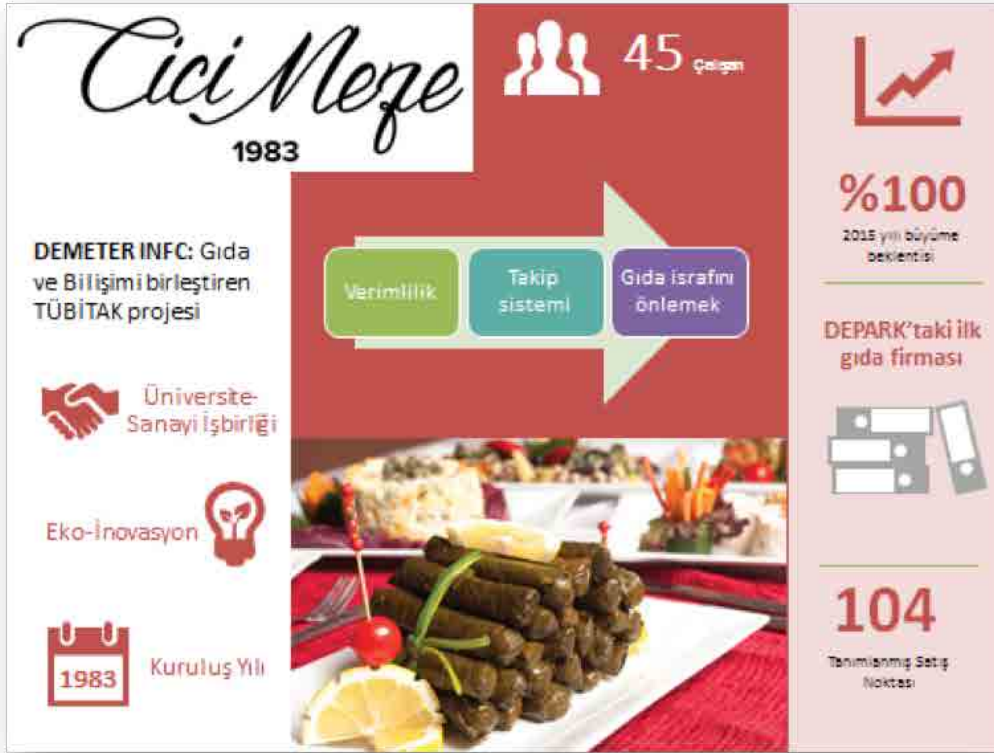 Cici Meze
1983
45 Çalışan
DEMETER INFC: Gıda
ve Bilişimi birleştiren
TÜBİTAK projesi
Verimlilik
Takip
sistemi
Gıda israfını
önlemek
Üniversite-
Sanayi İşbirliği
Eko-İnovasyon
1983
Kuruluş Yılı
%100
2015 yılı büyüme
beklentisi
DEPARK'taki ilk
gıda firması
104
Tanımlanmış Satış
Noktası